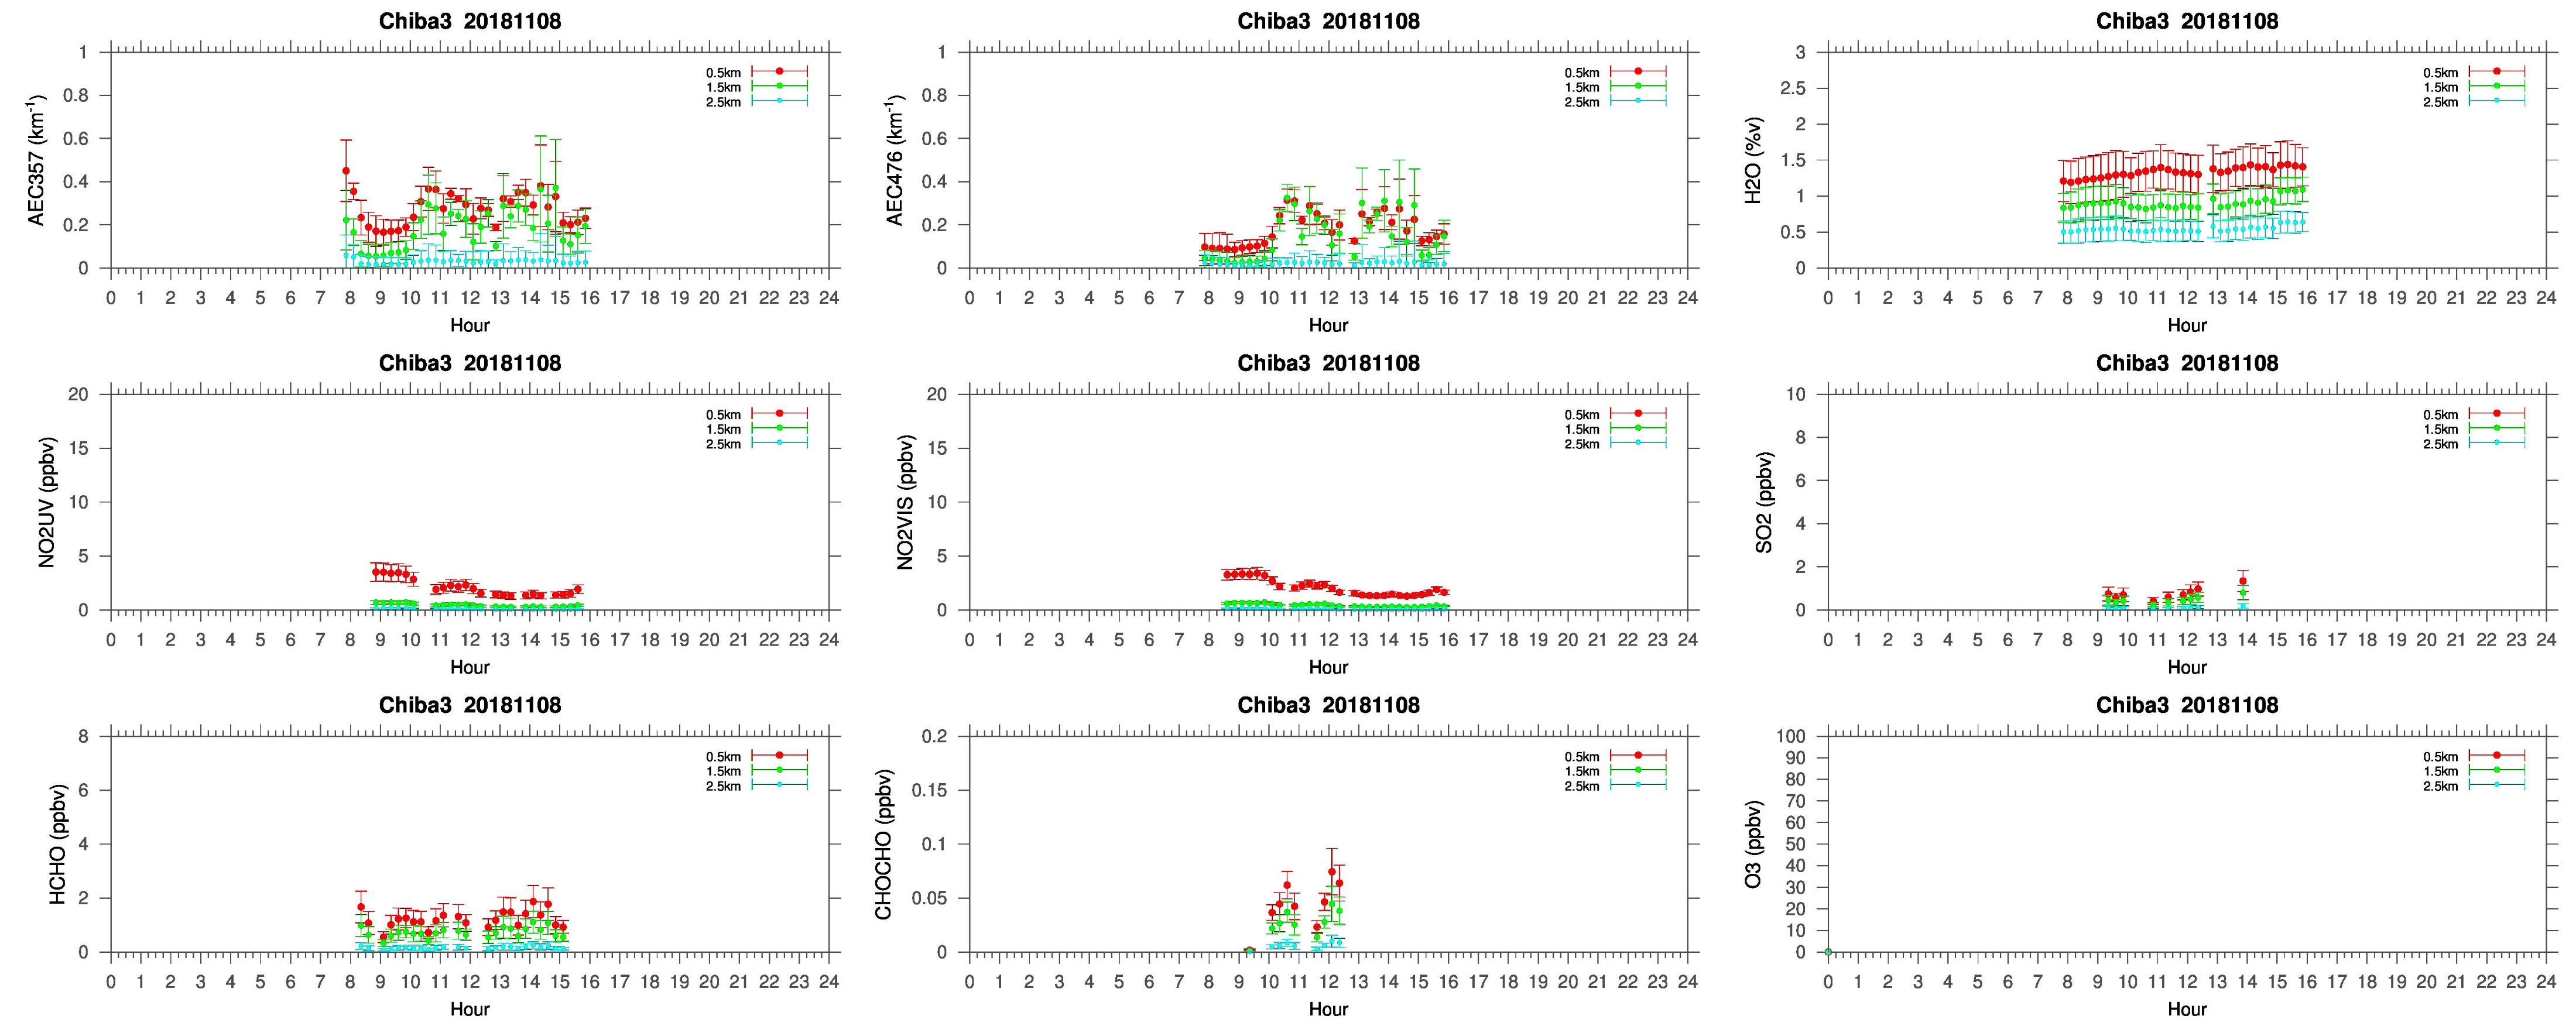 Chiba3 20181108
AEC357 (km-1)
1
0.8
0.6
0.4
0.2
0
0.5km
1.5km
2.5km
0 1 2 3 4 5 6 7 8 9 10 11 12 13 14 15 16 17 18 19 20 21 22 23 24
Hour
Chiba3 20181108
AEC476 (km-1)
1
0.8
0.6
0.4
0.2
0
0.5km
1.5km
2.5km
0 1 2 3 4 5 6 7 8 9 10 11 12 13 14 15 16 17 18 19 20 21 22 23 24
Hour
Chiba3 20181108
H2O (%v)
3
2.5
2
1.5
1
0.5
0
0.5km
1.5km
2.5km
0 1 2 3 4 5 6 7 8 9 10 11 12 13 14 15 16 17 18 19 20 21 22 23 24
Hour
Chiba3 20181108
NO2UV (ppbv)
20
15
10
5
0
0.5km
1.5km
2.5km
0 1 2 3 4 5 6 7 8 9 10 11 12 13 14 15 16 17 18 19 20 21 22 23 24
Hour
Chiba3 20181108
NO2VIS (ppbv)
20
15
10
5
0
0.5km
1.5km
2.5km
0 1 2 3 4 5 6 7 8 9 10 11 12 13 14 15 16 17 18 19 20 21 22 23 24
Hour
Chiba3 20181108
SO2 (ppbv)
10
8
6
4
2
0
0.5km
1.5km
2.5km
0 1 2 3 4 5 6 7 8 9 10 11 12 13 14 15 16 17 18 19 20 21 22 23 24
Hour
Chiba3 20181108
HCHO (ppbv)
8
6
4
2
0
0.5km
1.5km
2.5km
0 1 2 3 4 5 6 7 8 9 10 11 12 13 14 15 16 17 18 19 20 21 22 23 24
Hour
Chiba3 20181108
CHOCHO (ppbv)
0.2
0.15
0.1
0.05
0
0.5km
1.5km
2.5km
0 1 2 3 4 5 6 7 8 9 10 11 12 13 14 15 16 17 18 19 20 21 22 23 24
Hour
Chiba3 20181108
O3 (ppbv)
100
90
80
70
60
50
40
30
20
10
0
0.5km
1.5km
2.5km
0 1 2 3 4 5 6 7 8 9 10 11 12 13 14 15 16 17 18 19 20 21 22 23 24
Hour